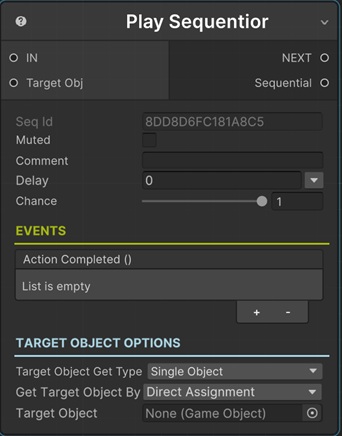 Play Sequentior
IN
NEXT
Target Obj
Sequential
Seq Id 8DD8D6FC181A8C5
Muted
Comment
Delay 0
Chance 1
EVENTS
Action Completed ()
List is empty
+ -
TARGET OBJECT OPTIONS
Target Object Get Type Single Object
Get Target Object By Direct Assignment
Target Object None (Game Object)